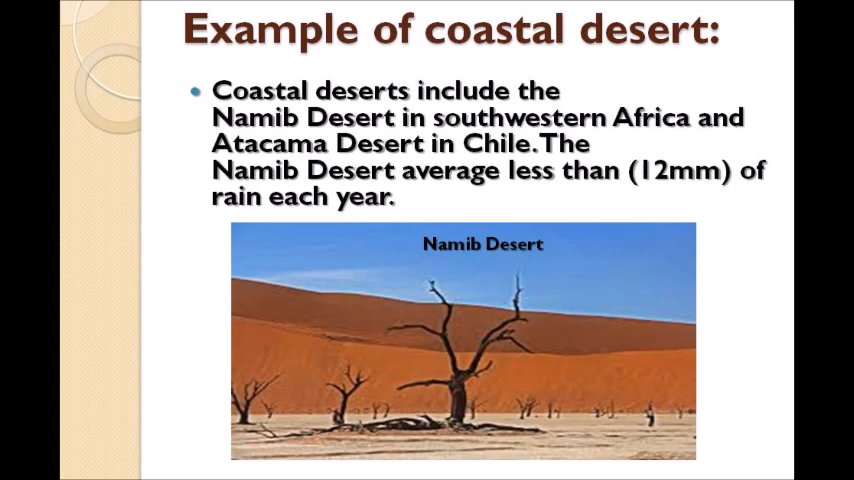 Example of coastal desert:
Coastal deserts include the
Namib Desert in southwestern Africa and
Atacama Desert in Chile. The
Namib Desert average less than (12mm) of
rain each year.
Namib Desert